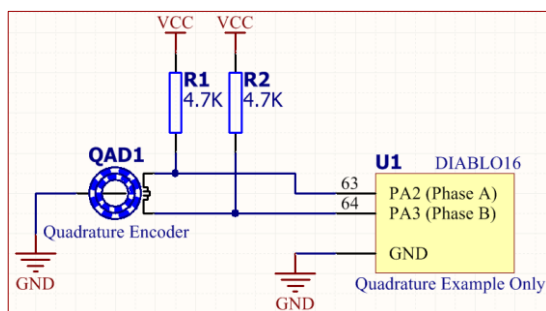 VCC VCC
R1 R2
4.7K 4.7K
QAD1
U1 DIABLO16
63 PA2 (Phase A)
64 PA3 (Phase B)
Quadrature Encoder
GND
GND
GND
Quadrature Example Only